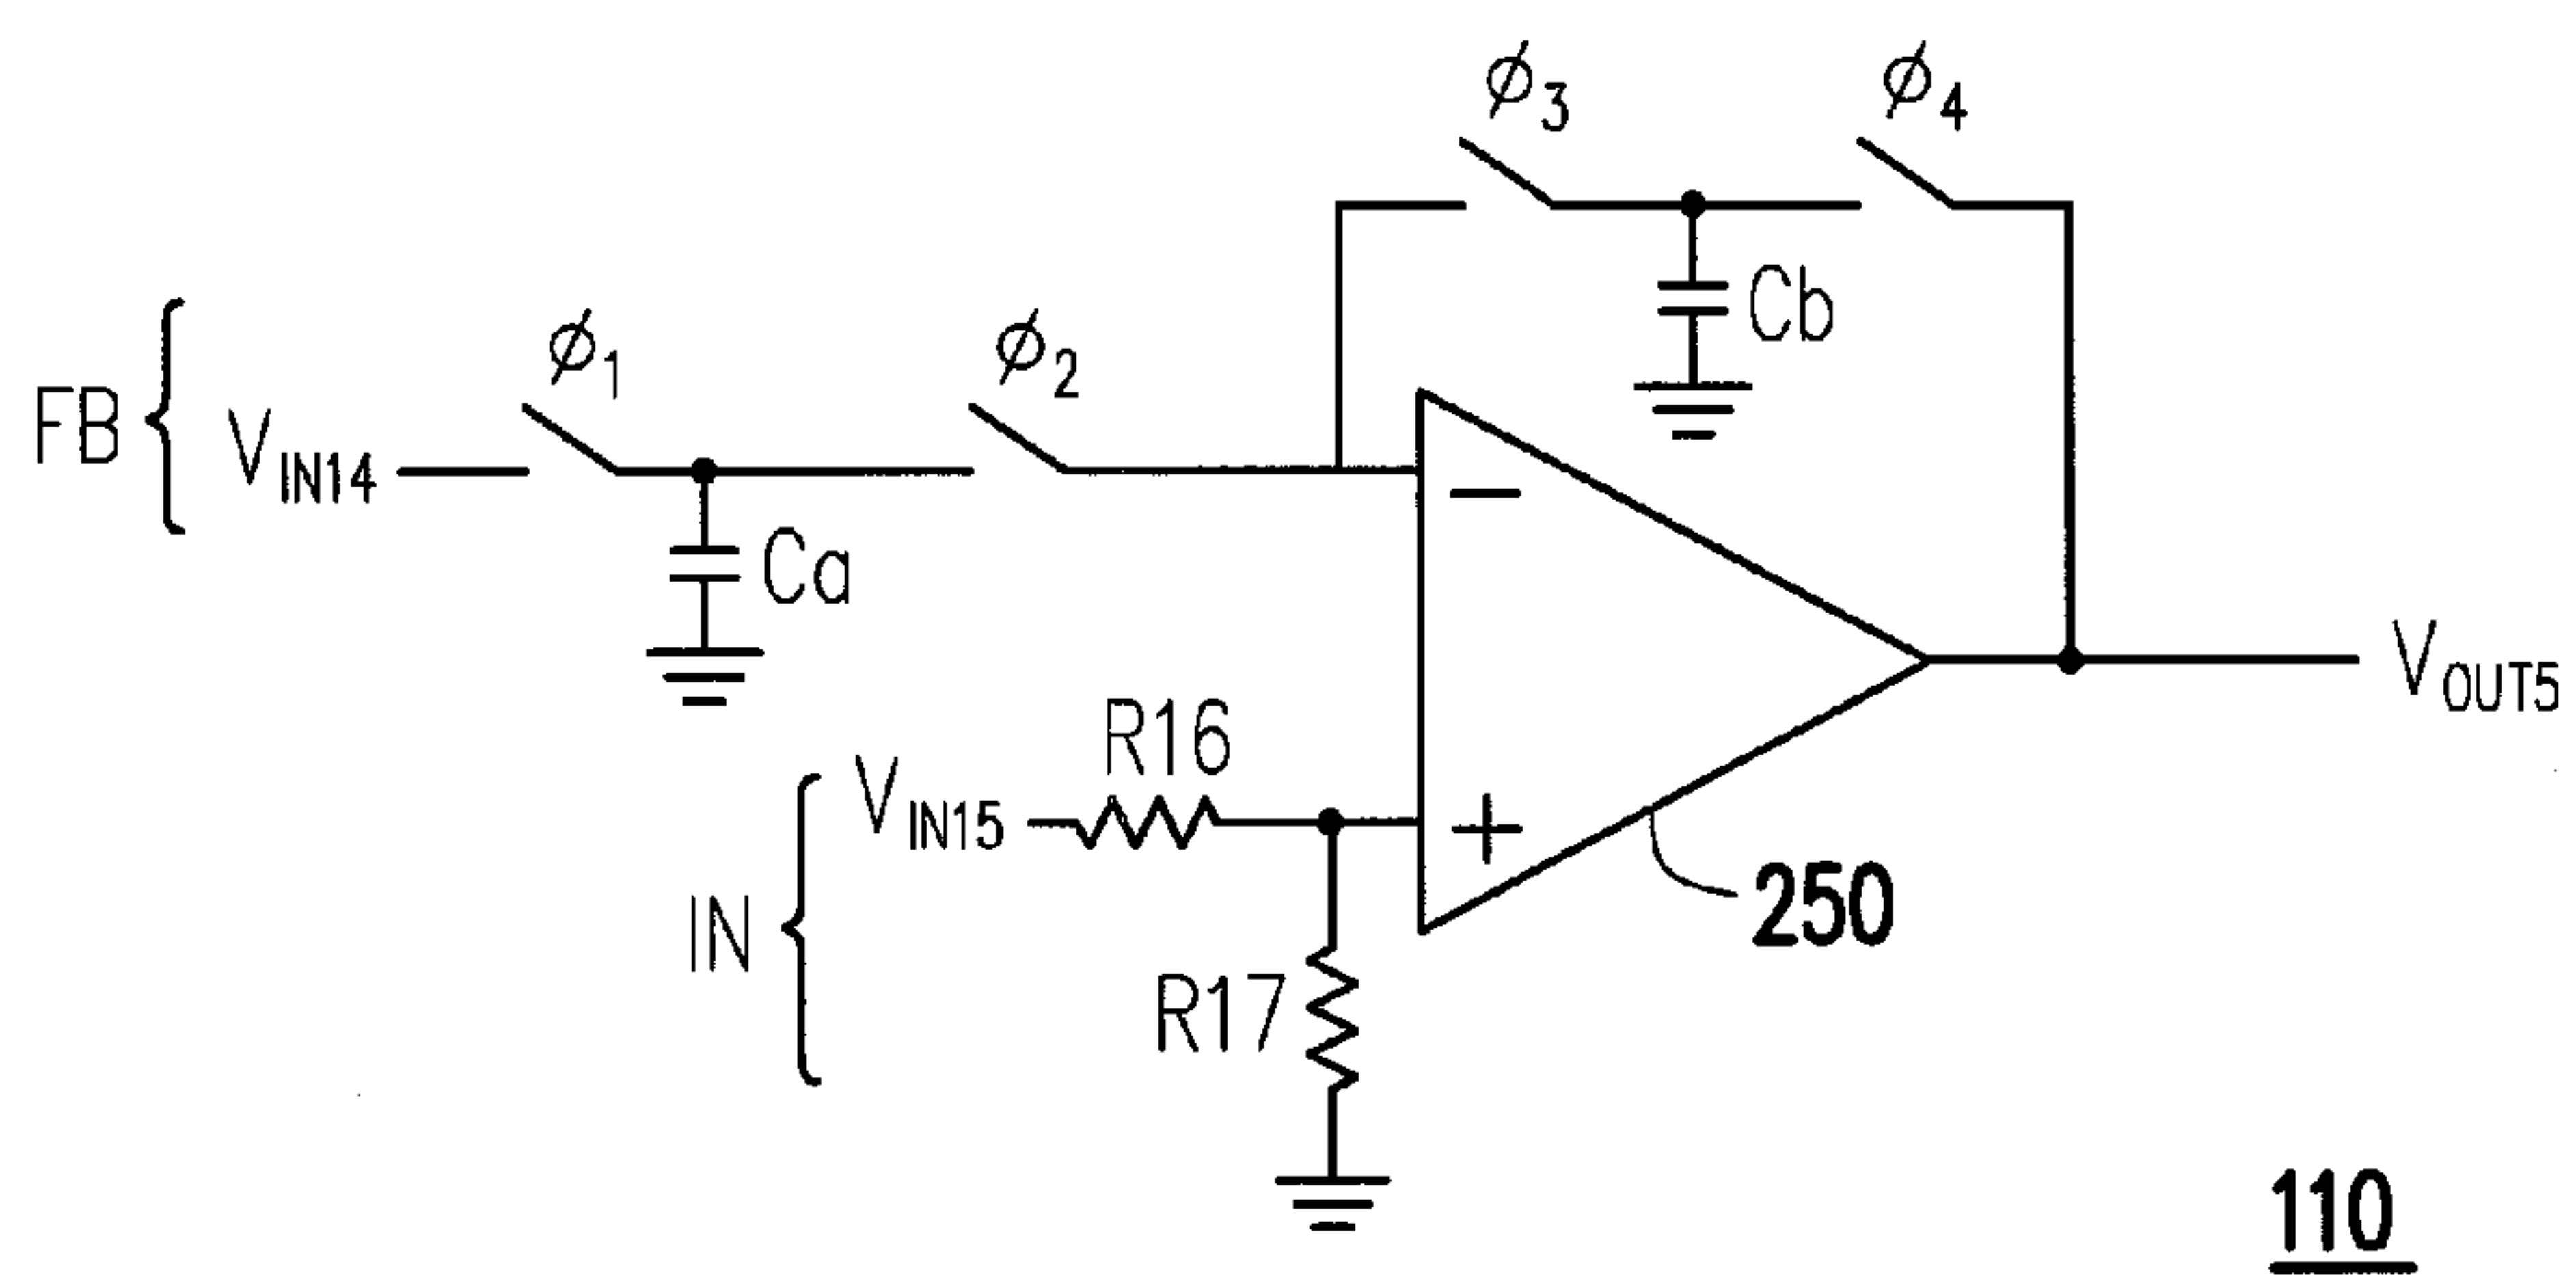 ϕ3
ϕ4
Cb
ϕ1
ϕ2
FB
VIN14
Ca
−
R16
VOUT5
VIN15
+
250
IN
R17
110